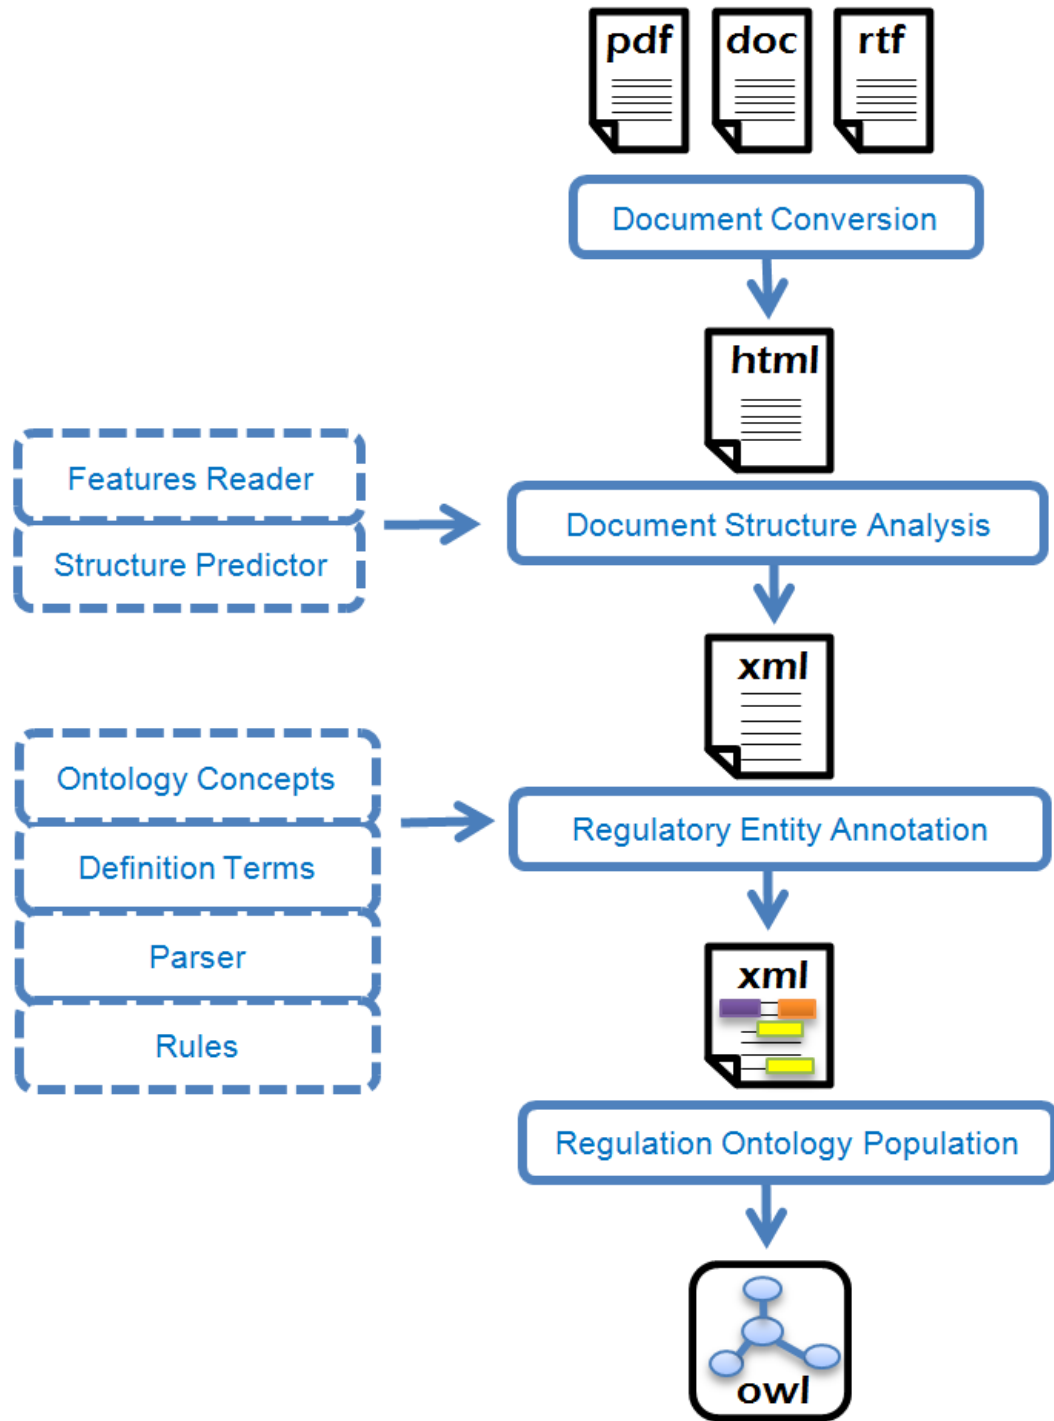 pdf doc rtf
Document Conversion
html
Features Reader
Structure Predictor
Document Structure Analysis
xml
Ontology Concepts
Definition Terms
Parser
Rules
Regulatory Entity Annotation
xml
Regulation Ontology Population
owl